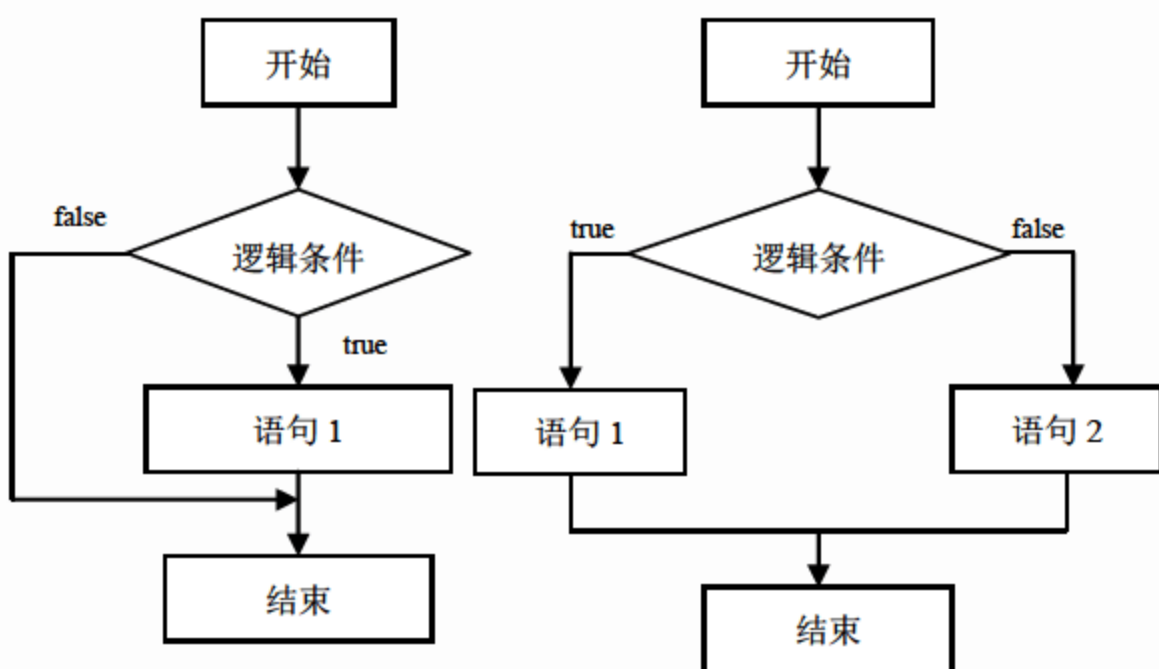 开始
false
逻辑条件
true
语句 1
结束
开始
true
逻辑条件
false
语句 1
语句 2
结束